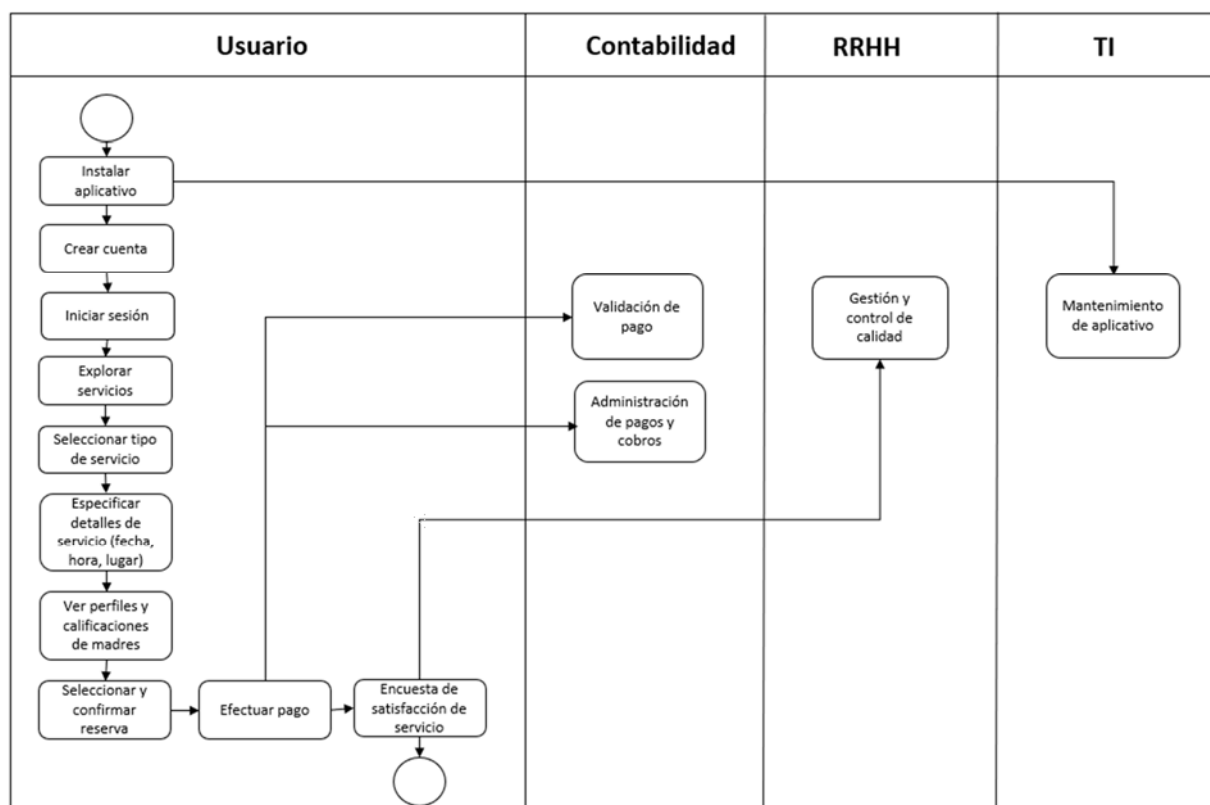 Usuario
Contabilidad
RRHH
TI
Instalar
aplicativo
Crear cuenta
Iniciar sesión
Explorar
servicios
Seleccionar tipo
de servicio
Especificar
detalles de
servicio (fecha,
hora, lugar)
Ver perfiles y
calificaciones
de madres
Seleccionar y
confirmar
reserva
Efectuar pago
Encuesta de
satisfacción de
servicio
Validación de
pago
Administración
de pagos y
cobros
Gestión y
control de
calidad
Mantenimiento
de aplicativo